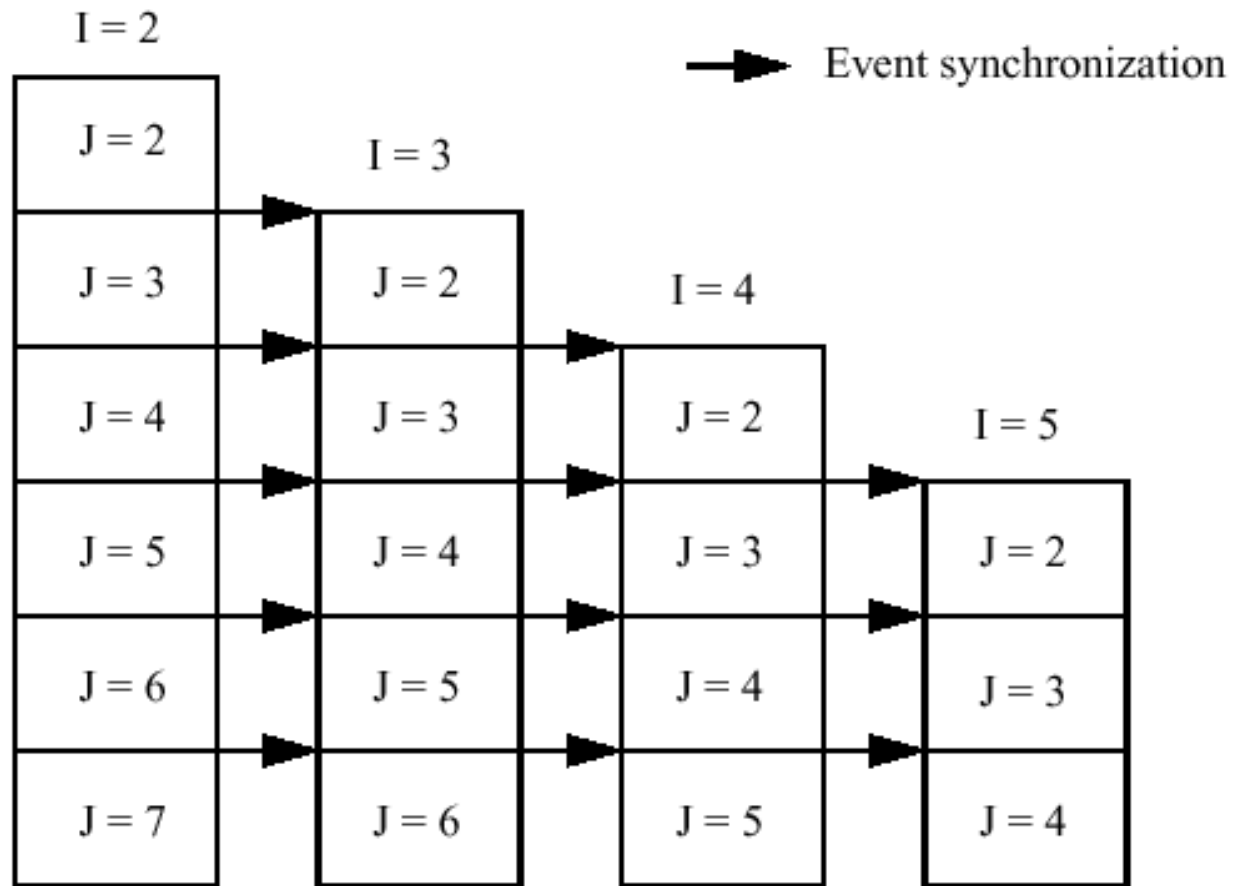 I = 2
Event synchronization
J = 2
I = 3
J = 3
J = 2
I = 4
J = 4
J = 3
J = 2
I = 5
J = 5
J = 4
J = 3
J = 2
J = 6
J = 5
J = 4
J = 3
J = 7
J = 6
J = 5
J = 4